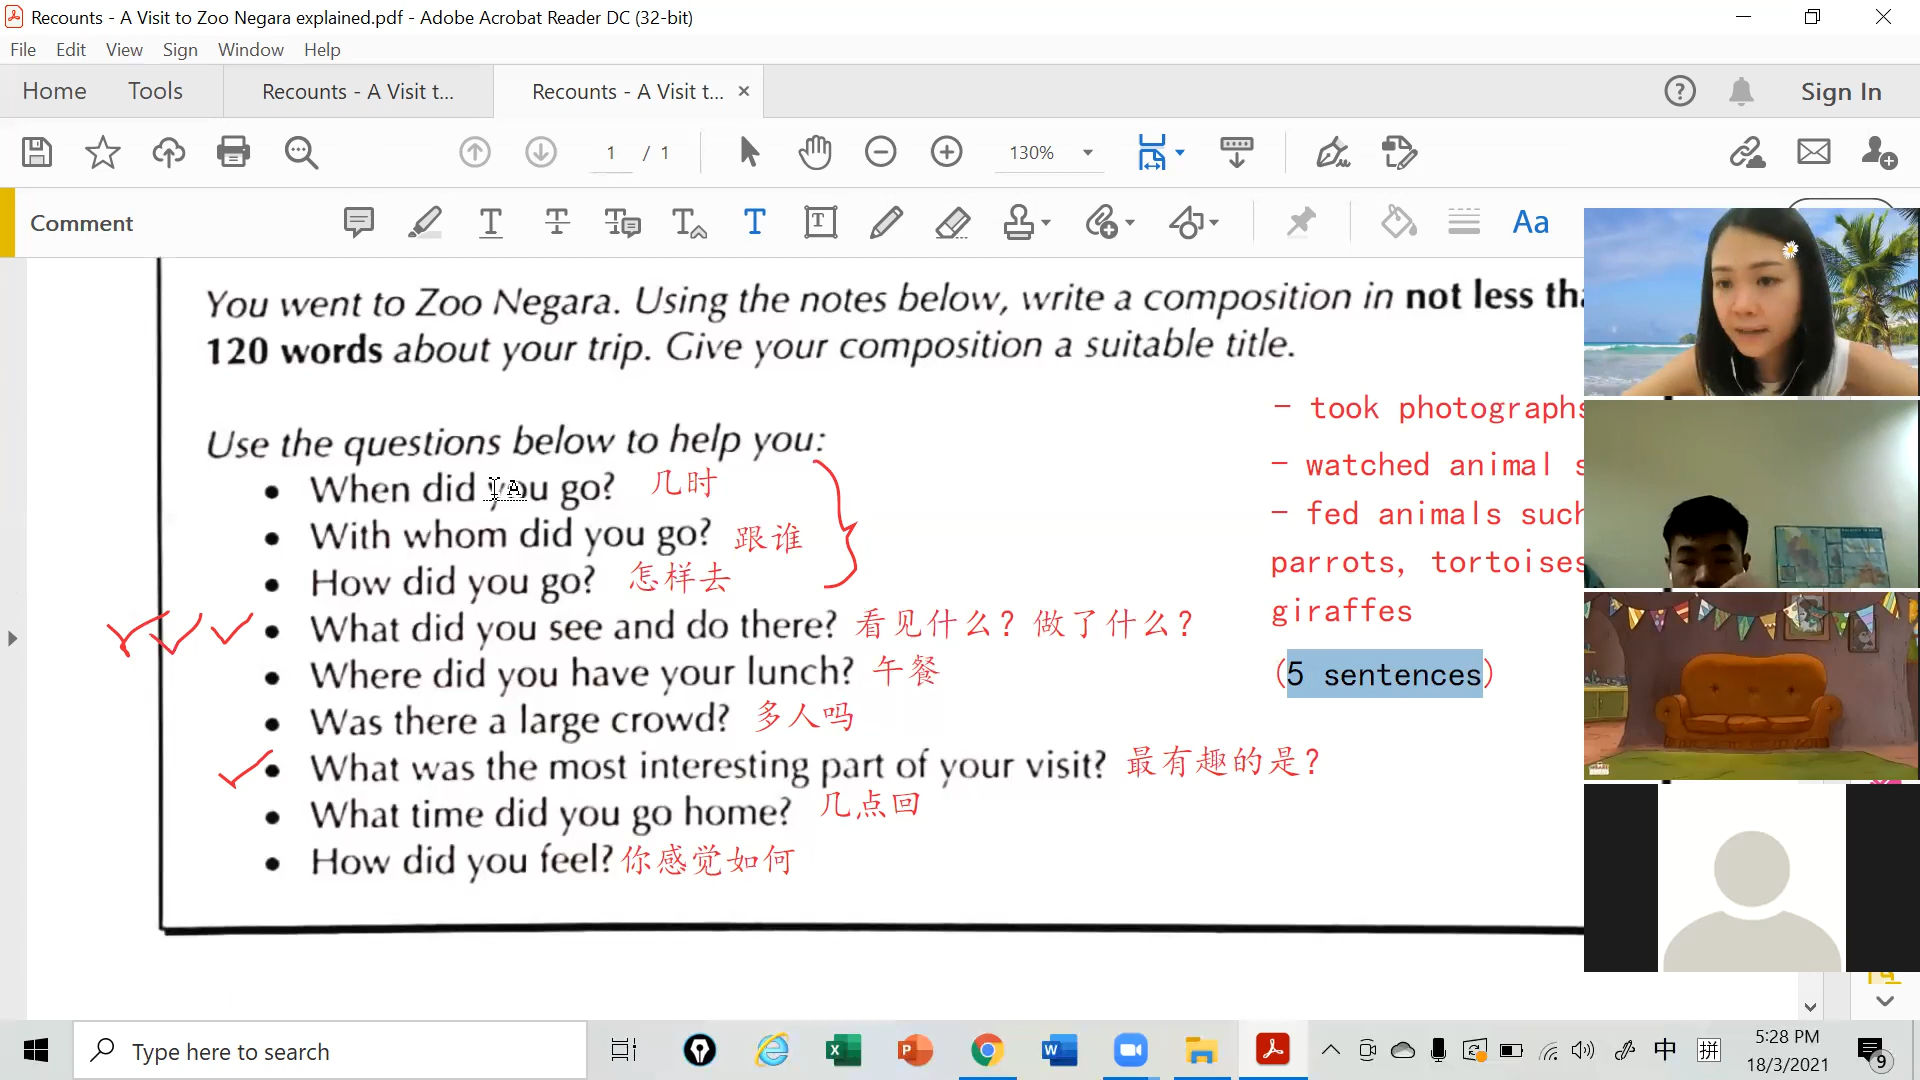 Recounts - A Visit to Zoo Negara explained.pdf - Adobe Acrobat Reader DC (32-bit)
File Edit View Sign Window Help
Home Tools Recounts - A Visit t... Recounts - A Visit t... × Sign In
1 / 1 130%
Comment Aa
You went to Zoo Negara. Using the notes below, write a composition in not less
120 words about your trip. Give your composition a suitable title.
- took photographs
Use the questions below to help you:
- watched animal
• When did you go? 几时
- fed animals
• With whom did you go? 跟谁
parrots, tortoises
• How did you go? 怎样去
giraffes
• What did you see and do there? 看见什么? 做了什么?
• Where did you have your lunch? 午餐
(5 sentences)
• Was there a large crowd? 多人吗
• What was the most interesting part of your visit? 最有趣的是?
• What time did you go home? 几点回
• How did you feel? 你感觉如何
Type here to search
中 拼
5:28 PM
18/3/2021
9